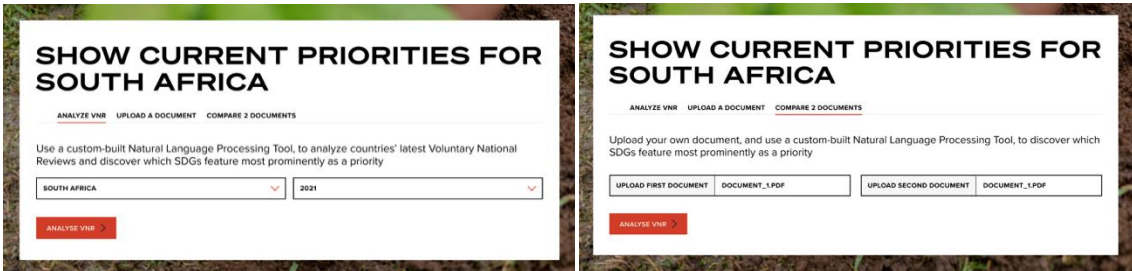 SHOW CURRENT PRIORITIES FOR
SOUTH AFRICA
ANALYZE VNR UPLOAD A DOCUMENT COMPARE 2 DOCUMENTS
Use a custom-built Natural Language Processing Tool, to analyze countries' latest Voluntary National
Reviews and discover which SDGs feature most prominently as a priority
SOUTH AFRICA 2021
ANALYSE VNR
SHOW CURRENT PRIORITIES FOR
SOUTH AFRICA
ANALYZE VNR UPLOAD A DOCUMENT COMPARE 2 DOCUMENTS
Upload your own document, and use a custom-built Natural Language Processing Tool, to discover which
SDGs feature most prominently as a priority
UPLOAD FIRST DOCUMENT DOCUMENT_1.PDF UPLOAD SECOND DOCUMENT DOCUMENT_1.PDF
ANALYSE VNR